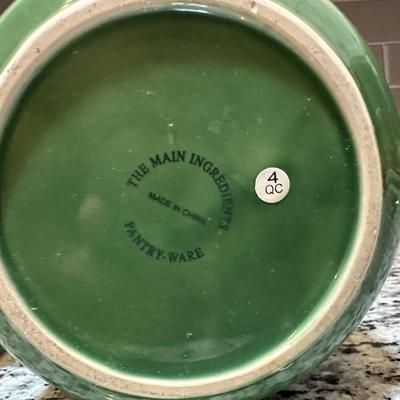 THE MAIN INGREDIENTS
MADE IN CHINA
PANTRY-WARE
4
QC